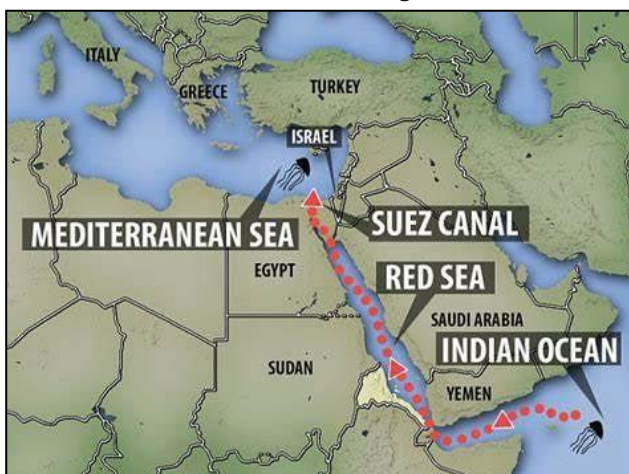 ITALY
GREECE
TURKEY
ISRAEL
MEDITERRANEAN SEA
SUEZ CANAL
EGYPT
RED SEA
SAUDI ARABIA
INDIAN OCEAN
SUDAN
YEMEN